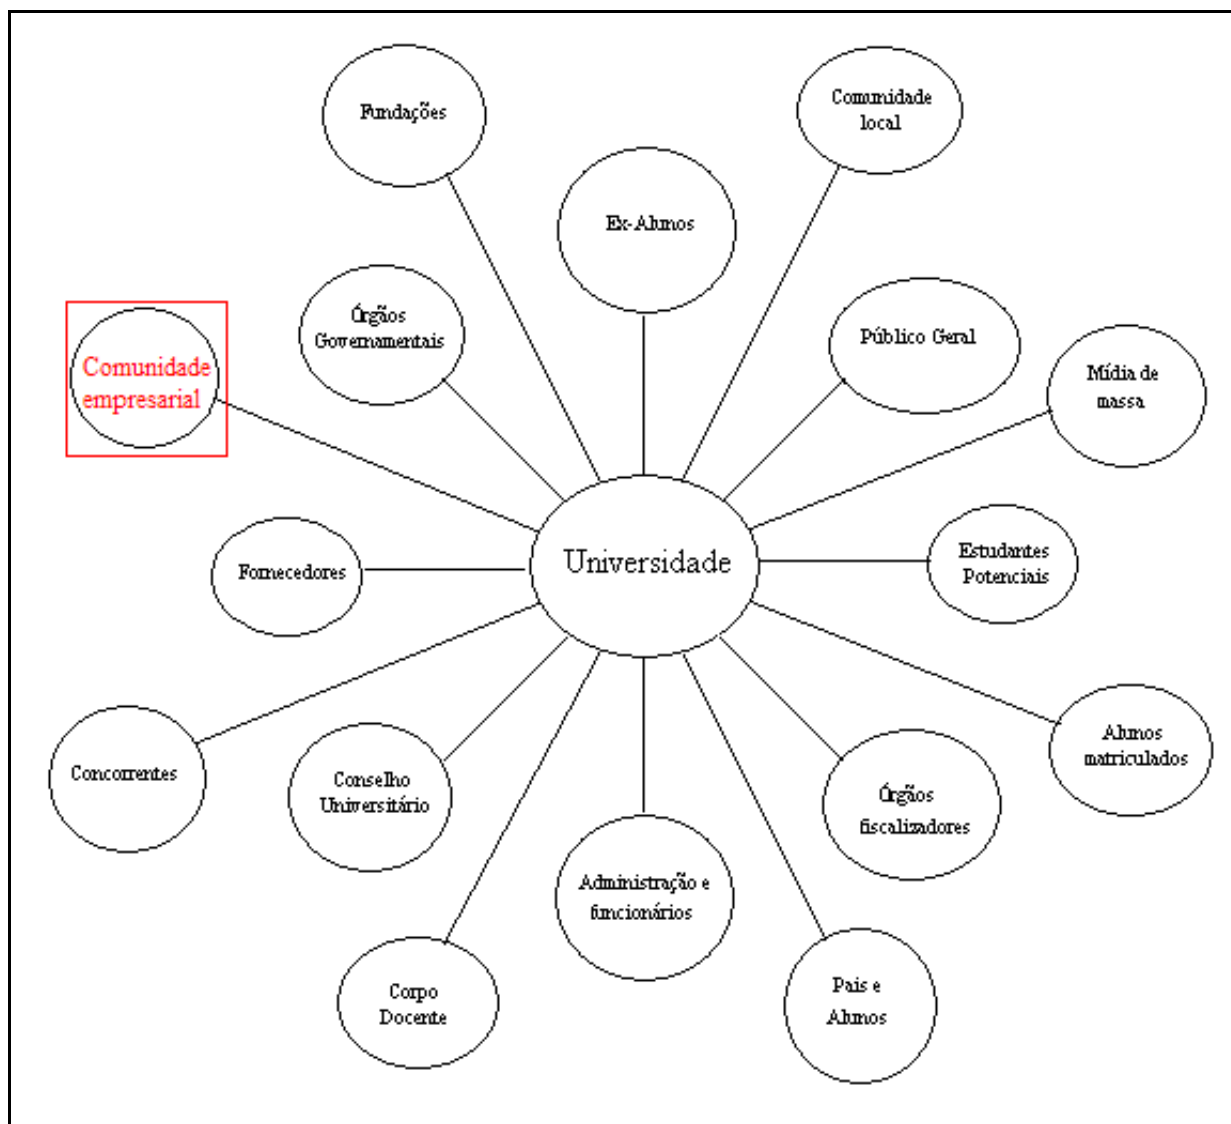 Fundações
Comunidade
local
Ex-Alunos
Órgãos
Governamentais
Público Geral
Comunidade
empresarial
Mídia de
massa
Universidade
Fornecedores
Estudantes
Potenciais
Concorrentes
Conselho
Universitário
Alunos
matriculados
Órgãos
fiscalizadores
Administração e
funcionários
Corpo
Docente
Pais e
Alunos